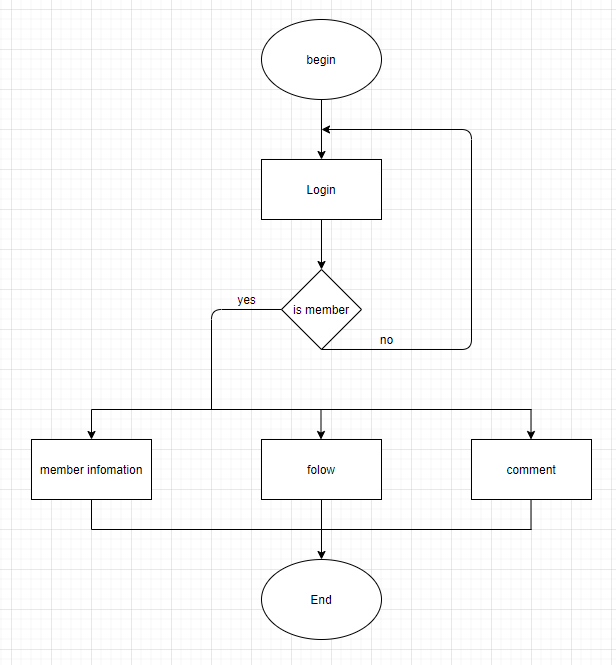 begin
Login
is member
yes
no
member infomation
folow
comment
End